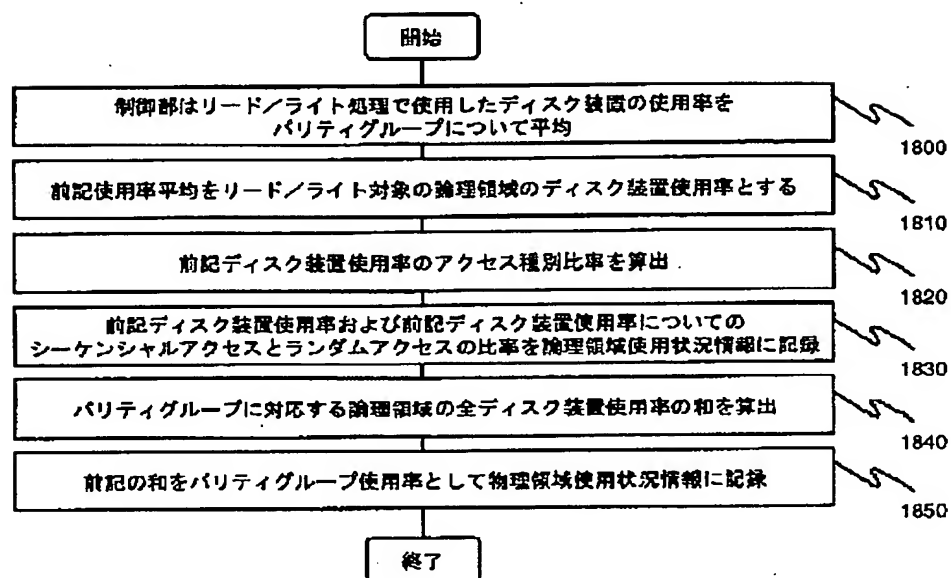 開始
制御部はリード／ライト処理で使用したディスク装置の使用率を
パリティグループについて平均
1800
前記使用率平均をリード／ライト対象の論理領域のディスク装置使用率とする
1810
前記ディスク装置使用率のアクセス種別比率を算出
1820
前記ディスク装置使用率および前記ディスク装置使用率についての
シーケンシャルアクセスとランダムアクセスの比率を論理領域使用状況情報に記録
1830
パリティグループに対応する論理領域の全ディスク装置使用率の和を算出
1840
前記の和をパリティグループ使用率として物理領域使用状況情報に記録
1850
終了